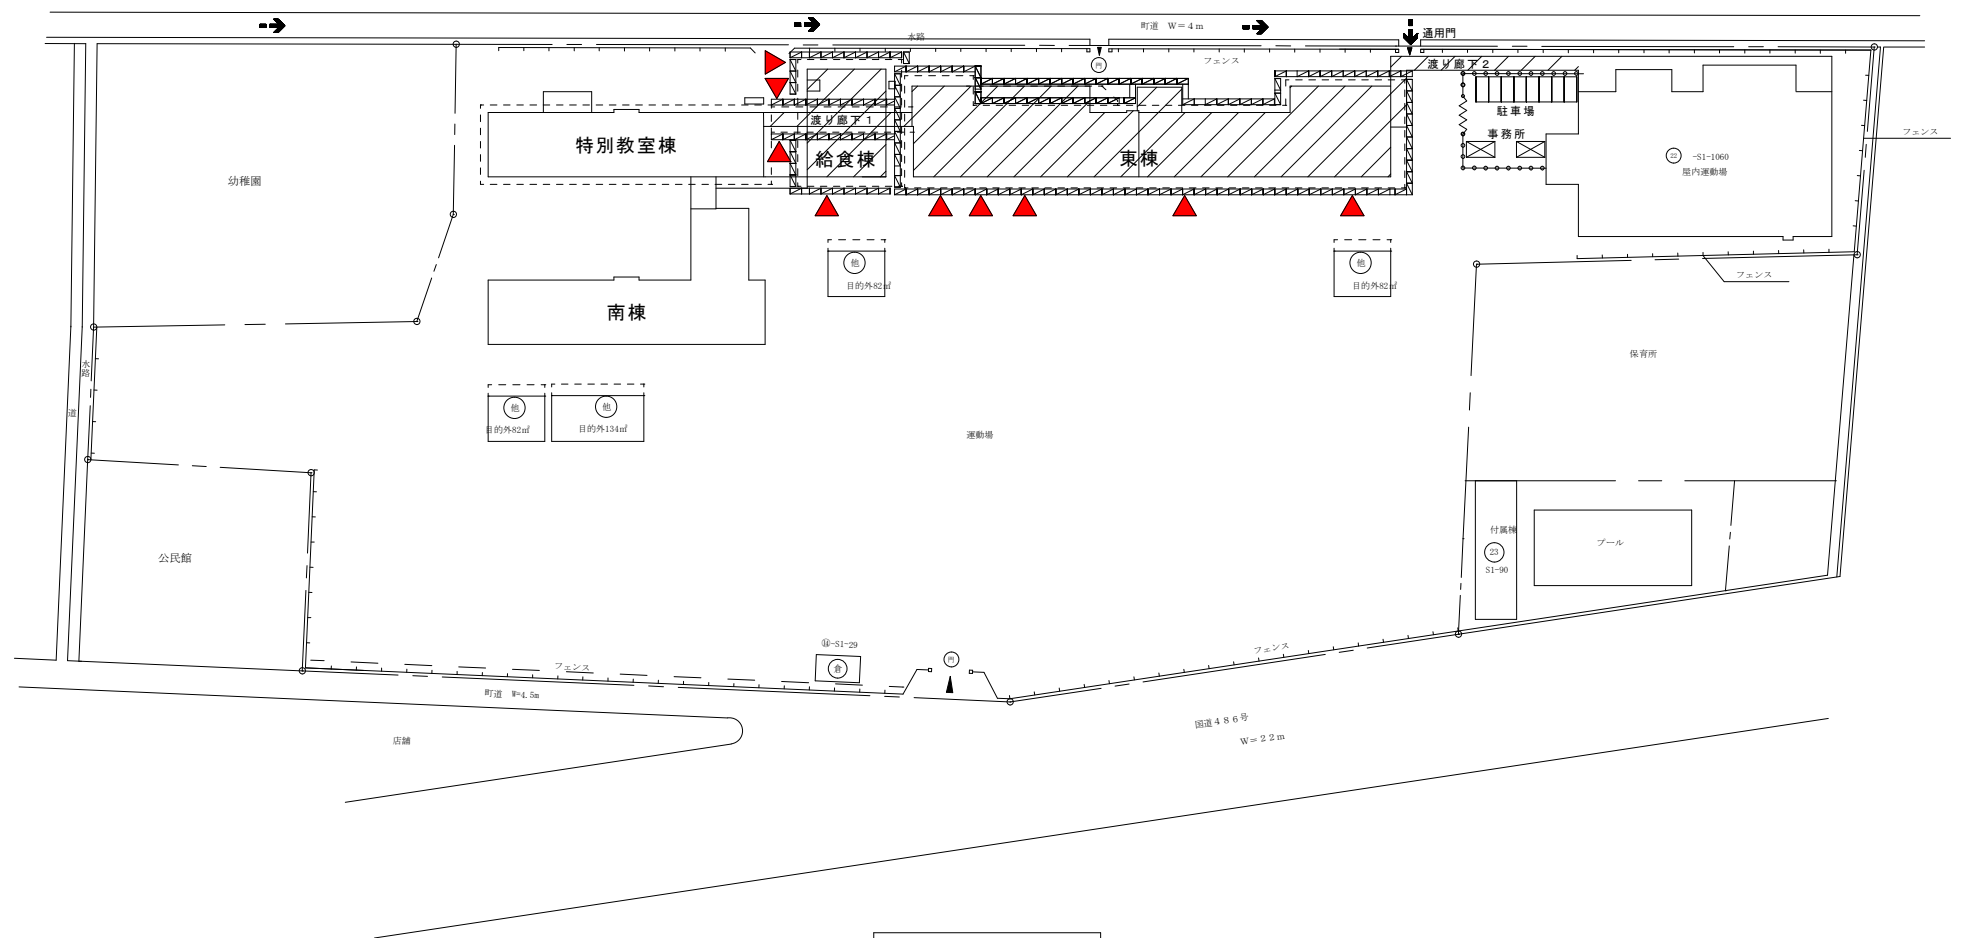 町道 W=4m
通用門
水路
フェンス
渡り廊下2
駐車場
渡り廊下1
事務所
フェンス
特別教室棟
給食棟
東棟
22
-S1-1060
屋内運動場
幼稚園
他
目的外82㎡
他
目的外82㎡
フェンス
南棟
水路
保育所
道
他
目的外82㎡
他
目的外134㎡
運動場
付属棟
23
S1-90
プール
公民館
⑭-S1-29
倉
門
門
フェンス
フェンス
町道 W=4.5m
国道486号
W=22m
店舗